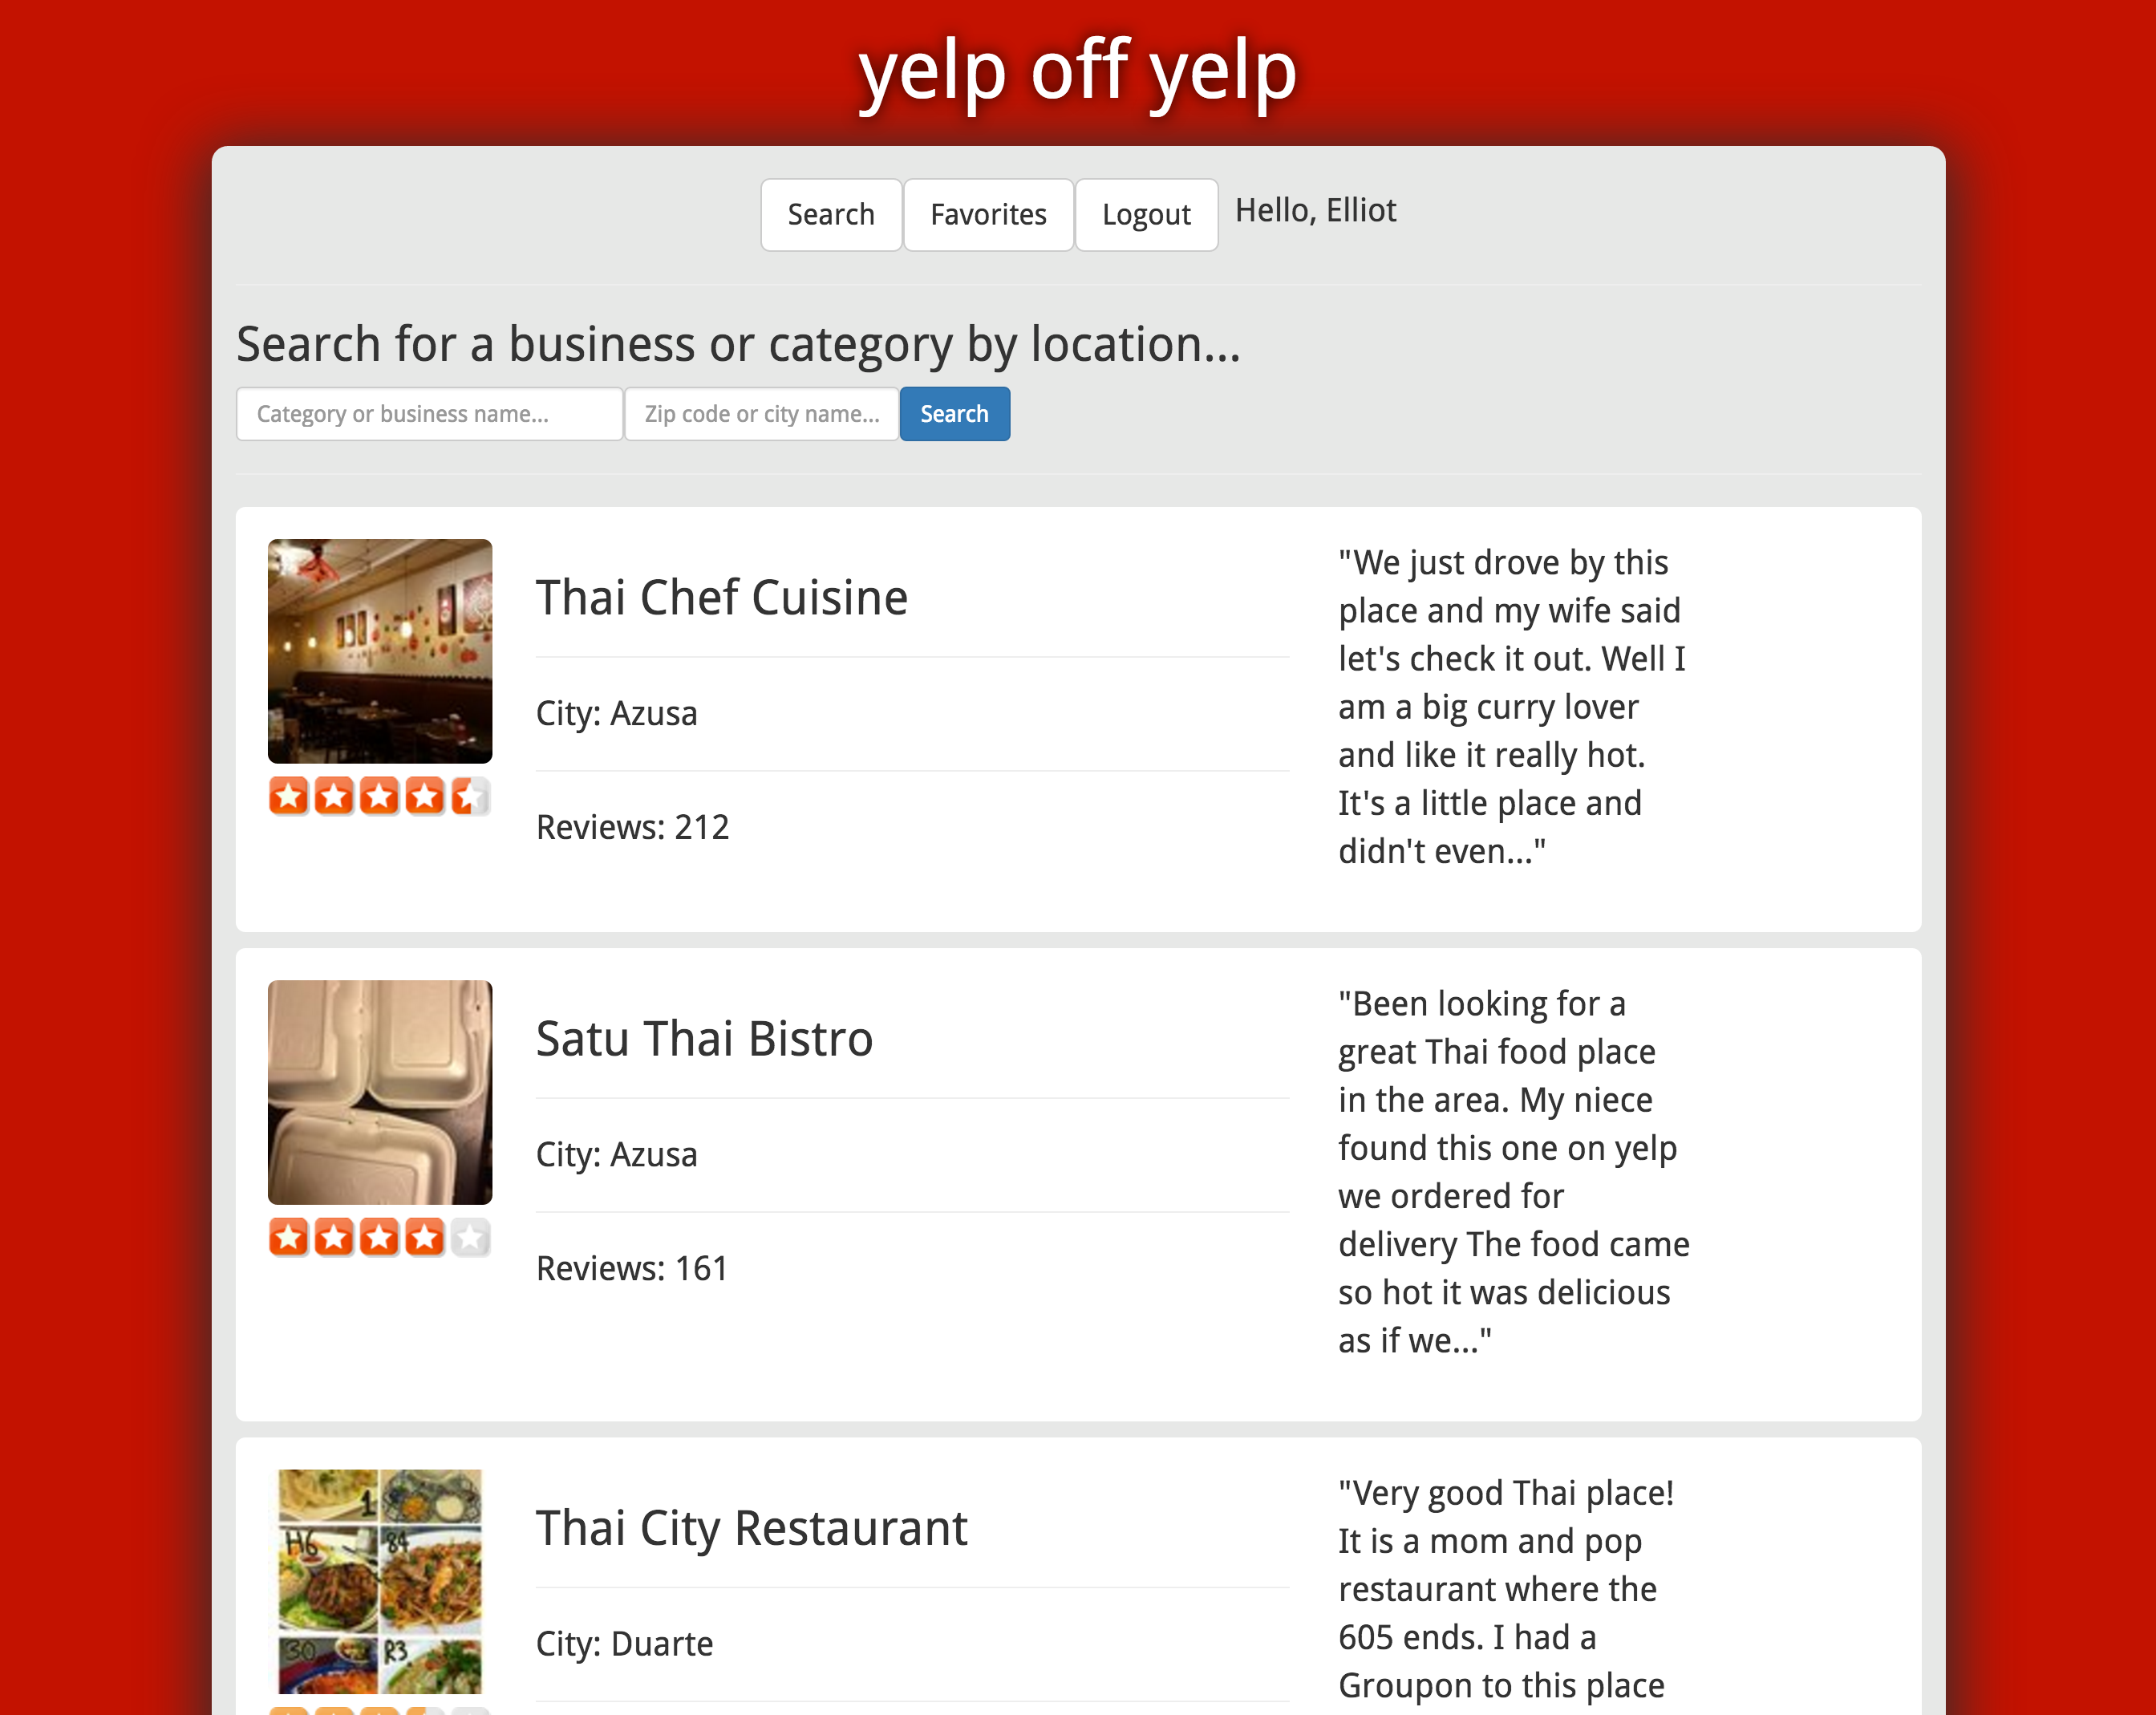 yelp off yelp
Search Favorites Logout Hello, Elliot
Search for a business or category by location...
Category or business name... Zip code or city name... Search
Thai Chef Cuisine
City: Azusa
Reviews: 212
"We just drove by this
place and my wife said
let's check it out. Well I
am a big curry lover
and like it really hot.
It's a little place and
didn't even..."
Satu Thai Bistro
City: Azusa
Reviews: 161
"Been looking for a
great Thai food place
in the area. My niece
found this one on yelp
we ordered for
delivery The food came
so hot it was delicious
as if we..."
1
H6 84
30 R3.
Thai City Restaurant
City: Duarte
"Very good Thai place!
It is a mom and pop
restaurant where the
605 ends. I had a
Groupon to this place